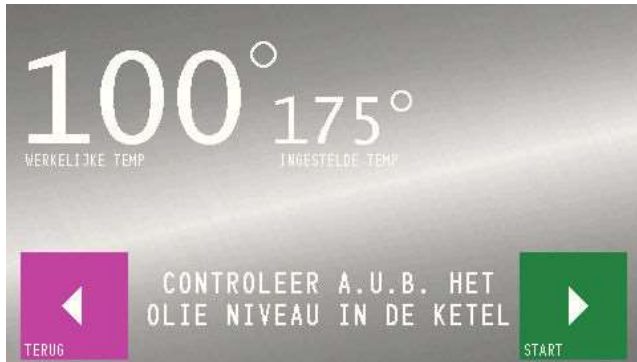 100° 175°
WERKELIJKE TEMP INGESTELDE TEMP
CONTROLEER A.U.B. HET
OLIE NIVEAU IN DE KETEL
TERUG START